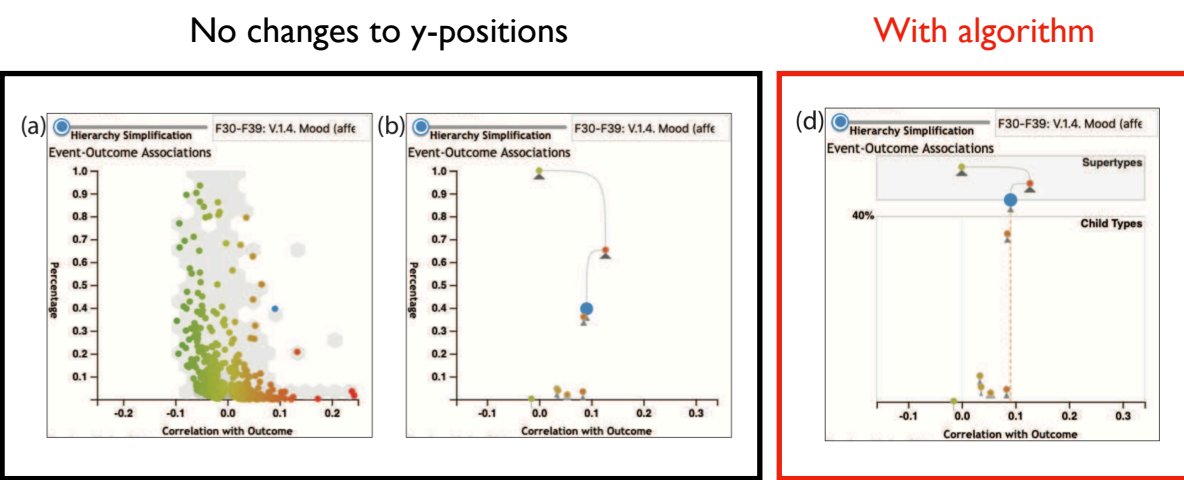 No changes to y-positions
With algorithm
(a)
Hierarchy Simplification
F30-F39: V.1.4. Mood (affe
Event-Outcome Associations
1.0
0.9
0.8
0.7
0.6
0.5
0.4
0.3
0.2
0.1
Percentage
-0.2
-0.1
0.0
0.1
0.2
Correlation with Outcome
(b)
Hierarchy Simplification
F30-F39: V.1.4. Mood (affe
Event-Outcome Associations
1.0
0.9
0.8
0.7
0.6
0.5
0.4
0.3
0.2
0.1
Percentage
-0.1
0.0
0.1
0.2
0.3
Correlation with Outcome
(d)
Hierarchy Simplification
F30-F39: V.1.4. Mood (affe
Event-Outcome Associations
Supertypes
40%
Child Types
-0.1
0.0
0.1
0.2
0.3
Correlation with Outcome